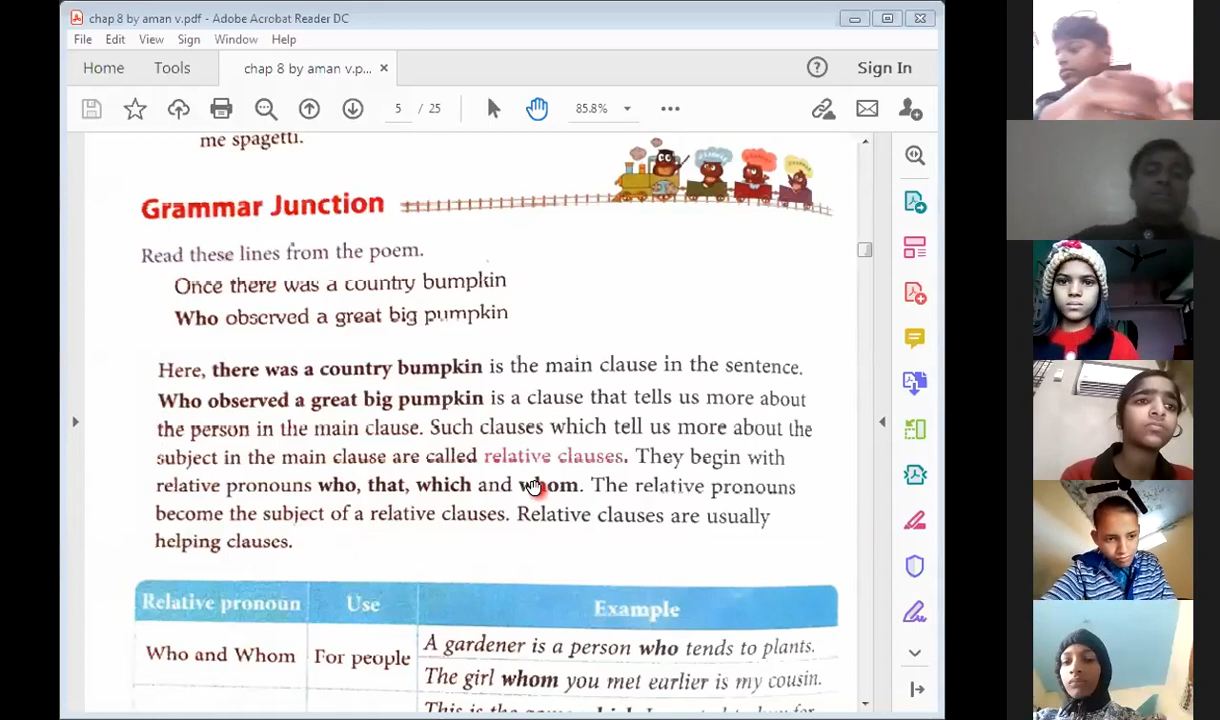 chap 8 by aman v.pdf - Adobe Acrobat Reader DC
File Edit View Sign Window Help
Home Tools chap 8 by aman v.p... × Sign In
5 / 25 85.8%
me spagetti.
Grammar Junction
Read these lines from the poem.
Once there was a country bumpkin
Who observed a great big pumpkin
Here, there was a country bumpkin is the main clause in the sentence.
Who observed a great big pumpkin is a clause that tells us more about
the person in the main clause. Such clauses which tell us more about the
subject in the main clause are called relative clauses. They begin with
relative pronouns who, that, which and whom. The relative pronouns
become the subject of a relative clauses. Relative clauses are usually
helping clauses.
Relative pronoun Use Example
Who and Whom For people
A gardener is a person who tends to plants.
The girl whom you met earlier is my cousin.
This is the